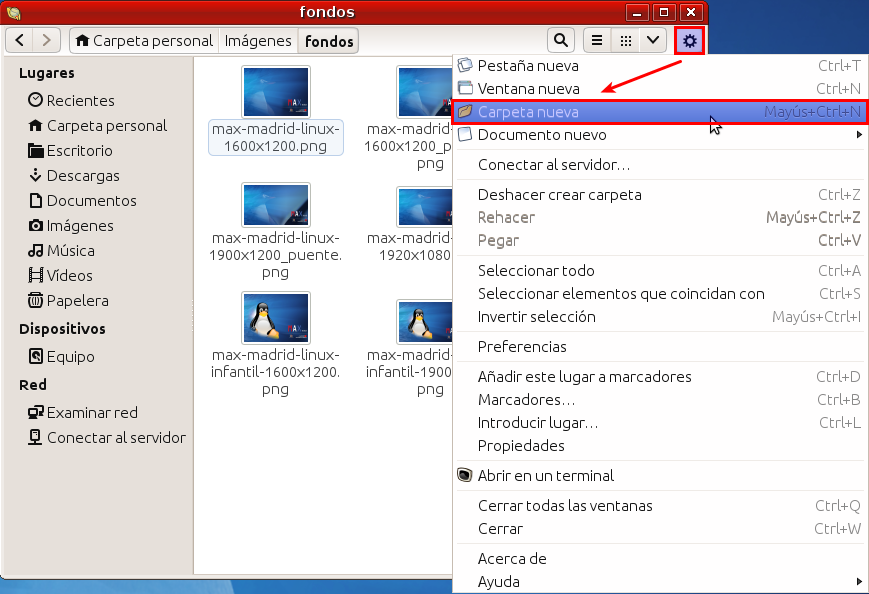 fondos
Carpeta personal
Imágenes
fondos
Lugares
Recientes
Carpeta personal
Escritorio
Descargas
Documentos
Imágenes
Música
Vídeos
Papelera
Dispositivos
Equipo
Red
Examinar red
Conectar al servidor
max-madrid-linux-
1600x1200.png
max-madrid-
1600x1200_p
png
max-madrid-linux-
1900x1200_puente.
png
max-madrid-
1920x1080
max-madrid-linux-
infantil-1600x1200.
png
max-madrid-
infantil-1900
png
Pestaña nueva Ctrl+T
Ventana nueva Ctrl+N
Carpeta nueva Mayús+Ctrl+N
Documento nuevo
Conectar al servidor…
Deshacer crear carpeta Ctrl+Z
Rehacer Mayús+Ctrl+Z
Pegar Ctrl+V
Seleccionar todo Ctrl+A
Seleccionar elementos que coincidan con Ctrl+S
Invertir selección Mayús+Ctrl+I
Preferencias
Añadir este lugar a marcadores Ctrl+D
Marcadores… Ctrl+B
Introducir lugar… Ctrl+L
Propiedades
Abrir en un terminal
Cerrar todas las ventanas Ctrl+Q
Cerrar Ctrl+W
Acerca de
Ayuda